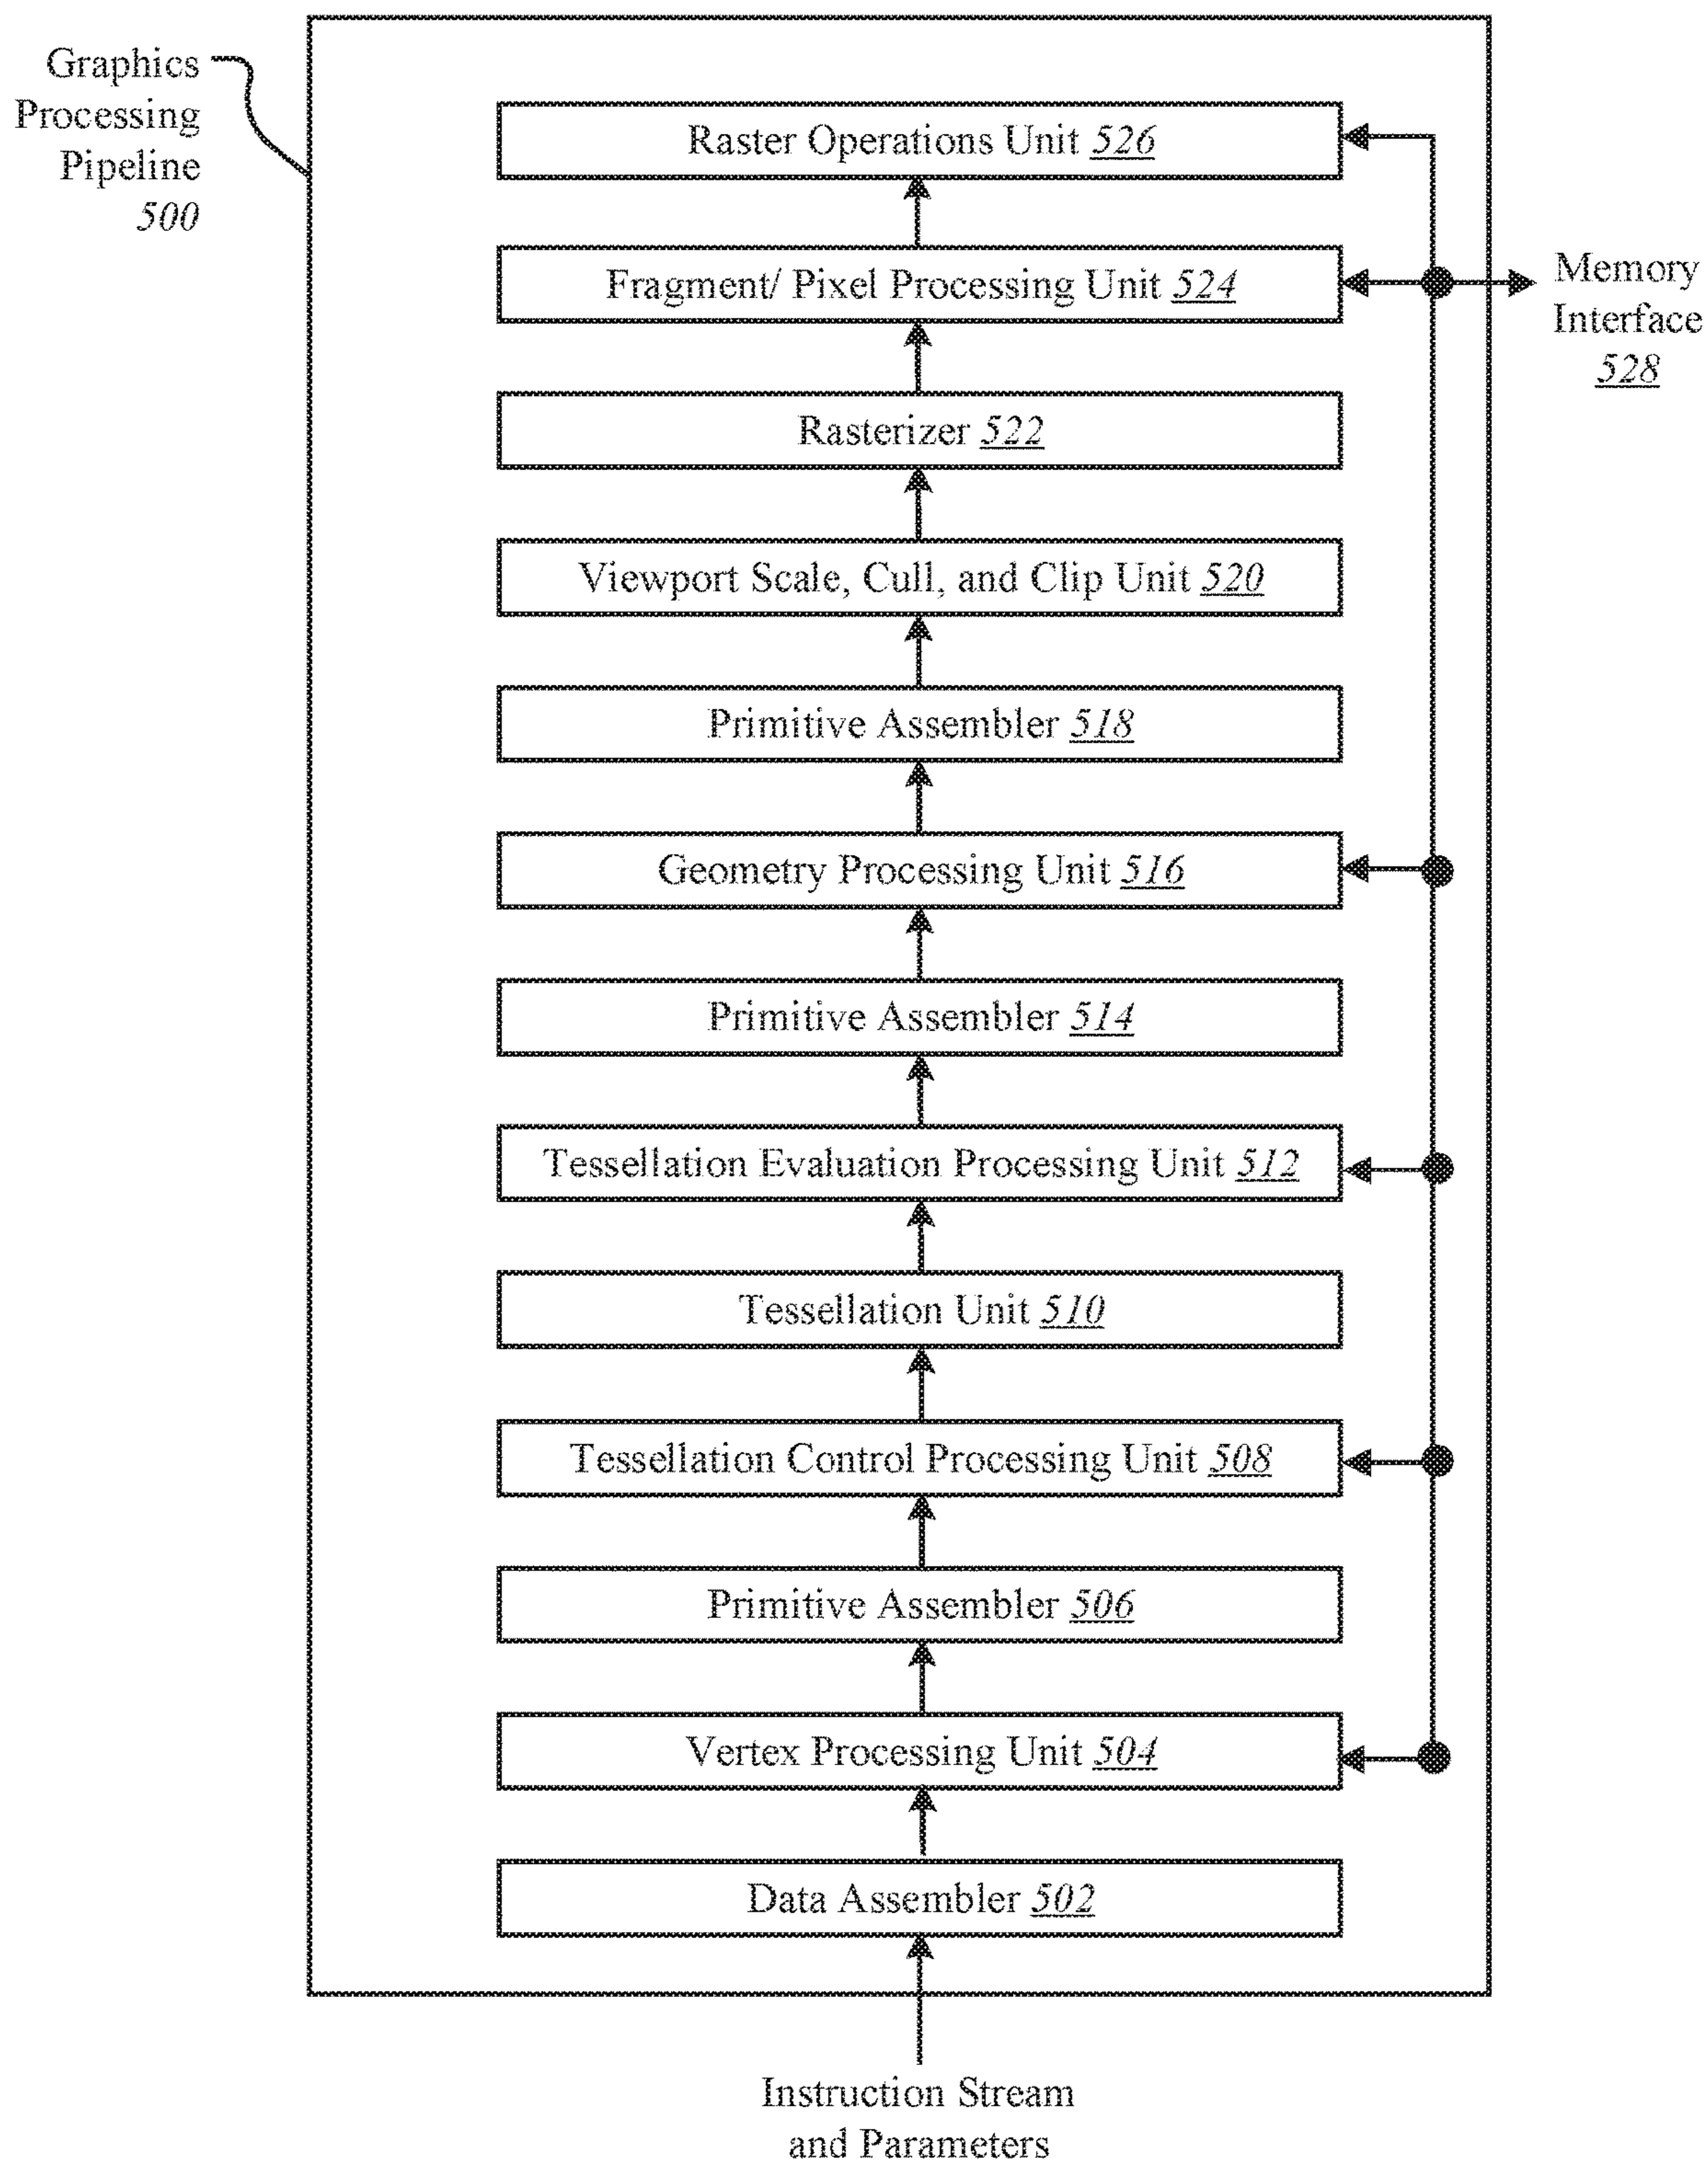 Graphics
Processing
Pipeline
500
Raster Operations Unit 526
Fragment/ Pixel Processing Unit 524
Memory
Interface
528
Rasterizer 522
Viewport Scale, Cull, and Clip Unit 520
Primitive Assembler 518
Geometry Processing Unit 516
Primitive Assembler 514
Tessellation Evaluation Processing Unit 512
Tessellation Unit 510
Tessellation Control Processing Unit 508
Primitive Assembler 506
Vertex Processing Unit 504
Data Assembler 502
Instruction Stream
and Parameters